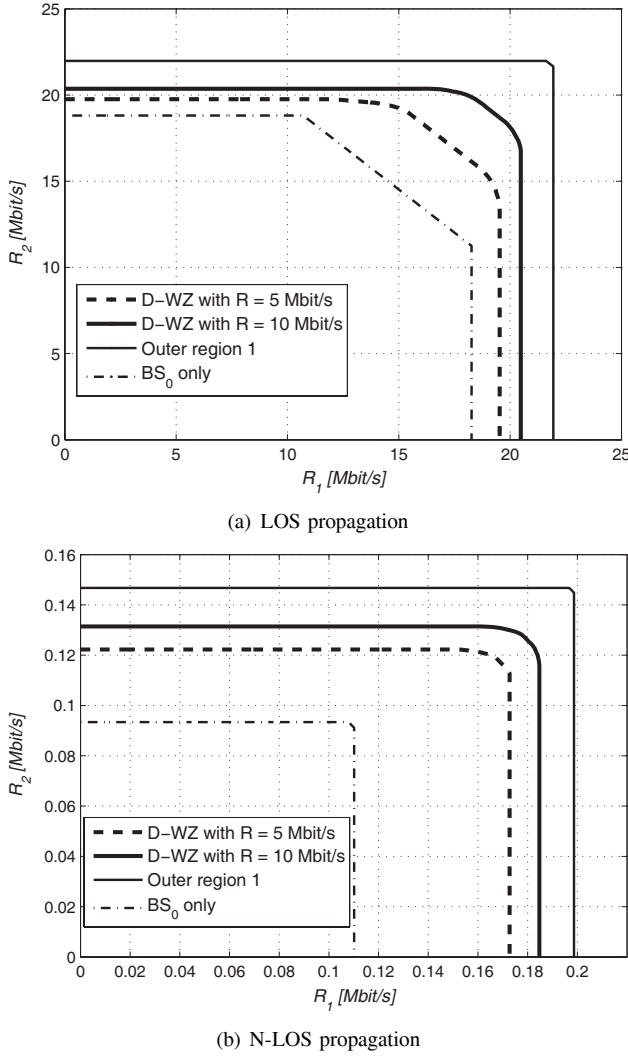 25
20
15
10
5
0
R2 [Mbit/s]
D−WZ with R = 5 Mbit/s
D−WZ with R = 10 Mbit/s
Outer region 1
BS0 only
0 5 10 15 20 25
R1 [Mbit/s]
(a) LOS propagation
0.16
0.14
0.12
0.1
0.08
0.06
0.04
0.02
0
R2 [Mbit/s]
D−WZ with R = 5 Mbit/s
D−WZ with R = 10 Mbit/s
Outer region 1
BS0 only
0 0.02 0.04 0.06 0.08 0.1 0.12 0.14 0.16 0.18 0.2
R1 [Mbit/s]
(b) N-LOS propagation